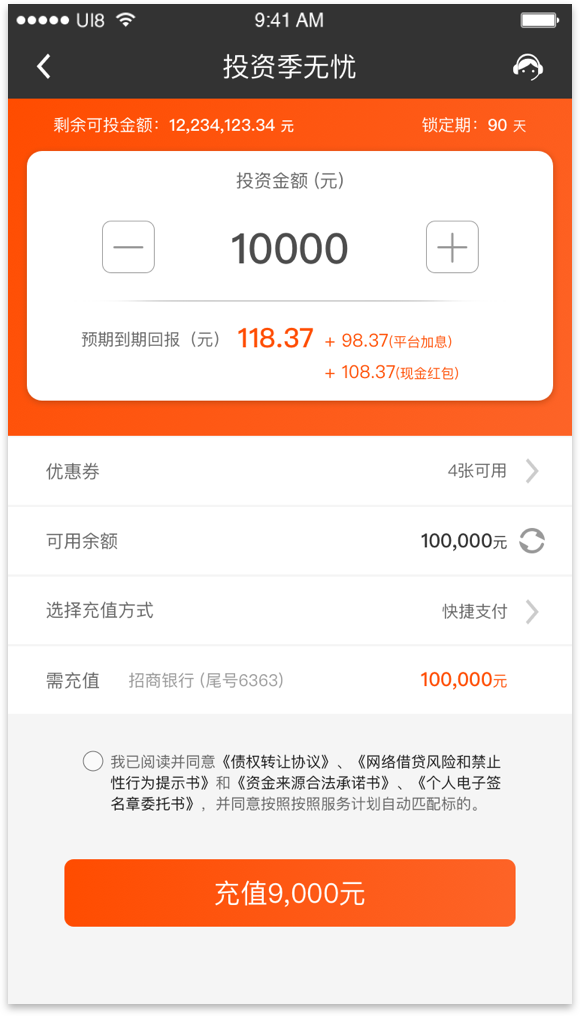 UI8 9:41 AM
投资季无忧
剩余可投金额：12,234,123.34 元 锁定期：90 天
投资金额 (元)
10000
预期到期回报（元） 118.37 + 98.37(平台加息)
+ 108.37(现金红包)
优惠券 4张可用
可用余额 100,000元
选择充值方式 快捷支付
需充值 招商银行 (尾号6363) 100,000元
我已阅读并同意《债权转让协议》、《网络借贷风险和禁止
性行为提示书》和《资金来源合法承诺书》、《个人电子签
名章委托书》，并同意按照按照服务计划自动匹配标的。
充值9,000元